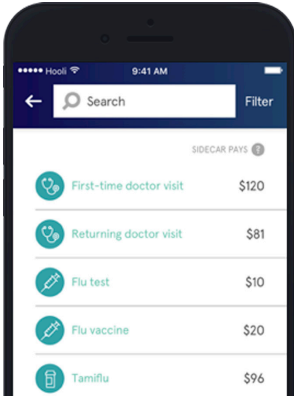 Hooli 9:41 AM
Search Filter
SIDECAR PAYS ?
First-time doctor visit $120
Returning doctor visit $81
Flu test $10
Flu vaccine $20
Tamiflu $96